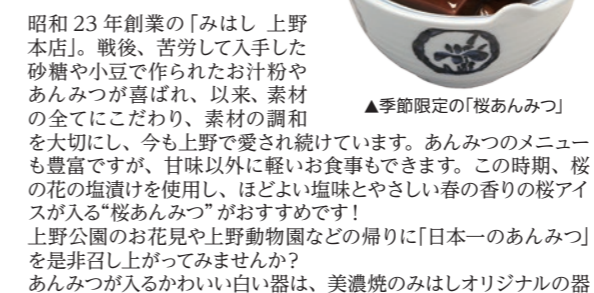 昭和23年創業の「みはし 上野
本店」。戦後、苦労して入手した
砂糖や小豆で作られたお汁粉や
あんみつが喜ばれ、以来、素材
の全てにこだわり、素材の調和
を大切にし、今も上野で愛され続けています。あんみつのメニュー
も豊富ですが、甘味以外に軽いお食事もできます。この時期、桜
の花の塩漬けを使用し、ほどよい塩味とやさしい春の香りの桜アイ
スが入る“桜あんみつ”がおすすめです!
上野公園のお花見や上野動物園などの帰りに「日本一のあんみつ」
を是非召し上がってみませんか?
あんみつが入るかわいい白い器は、美濃焼のみはしオリジナルの器
▲季節限定の「桜あんみつ」